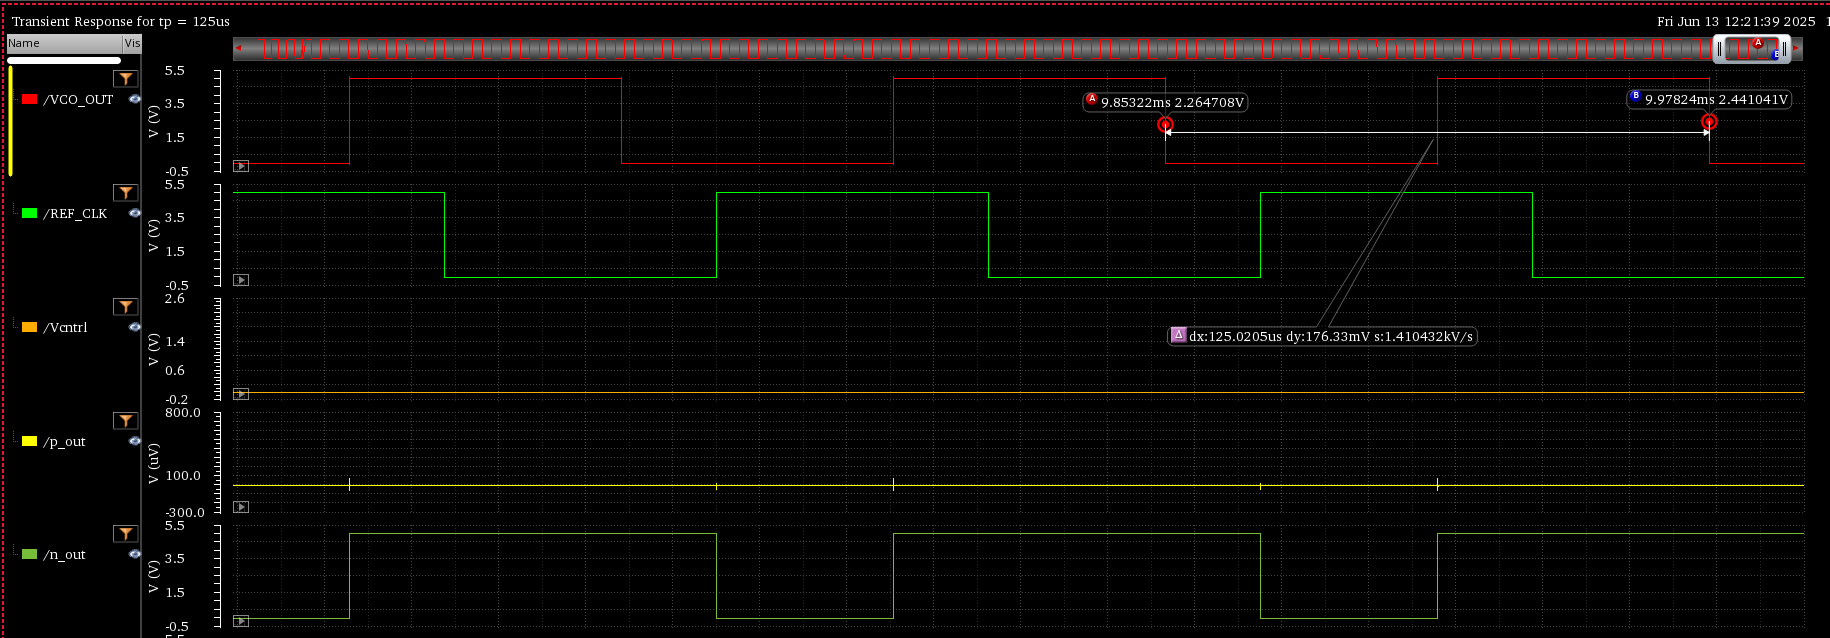 Transient Response for tp = 125us
Fri Jun 13 12:21:39 2025
Name Vis
A
B
5.5
/VCO_OUT
3.5
V (V)
1.5
-0.5
A 9.85322ms 2.264708V
B 9.97824ms 2.441041V
5.5
/REF_CLK
3.5
V (V)
1.5
-0.5
2.6
/Vcntrl
V (V)
1.4
0.6
-0.2
Δ dx:125.0205us dy:176.33mV s:1.410432kV/s
800.0
/p_out
V (uV)
100.0
-300.0
5.5
/n_out
3.5
V (V)
1.5
-0.5